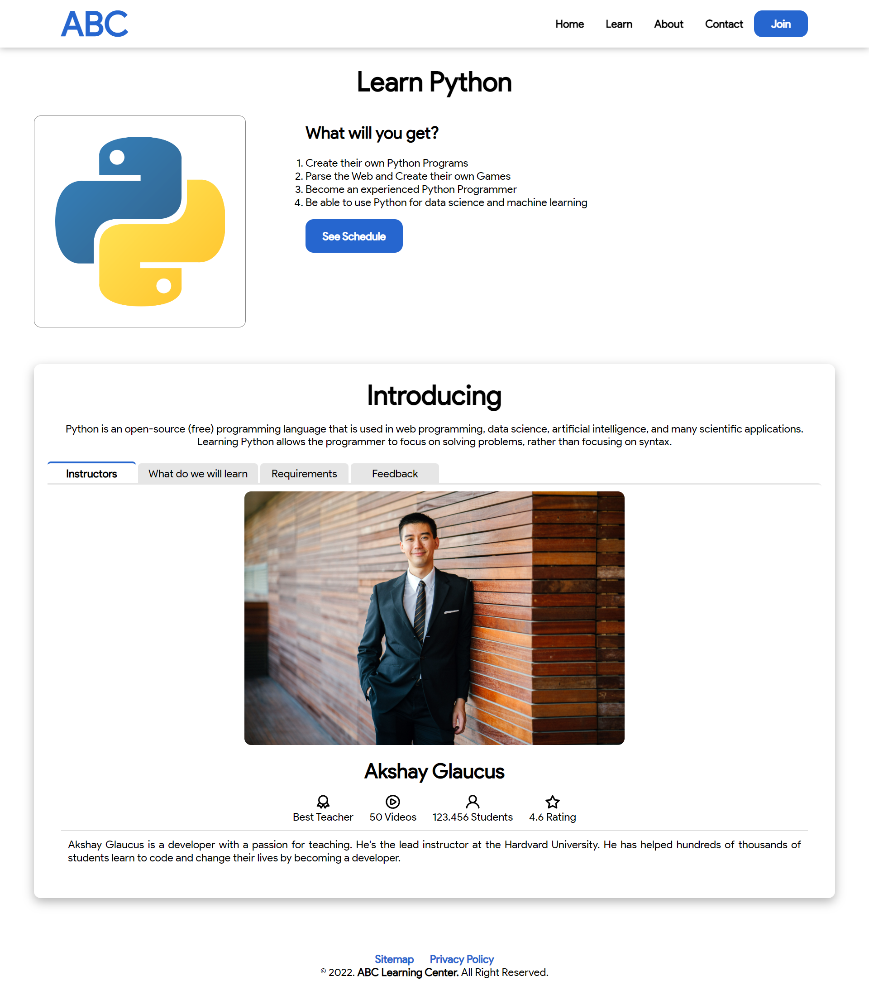 ABC
Home Learn About Contact Join
Learn Python
What will you get?
1. Create their own Python Programs
2. Parse the Web and Create their own Games
3. Become an experienced Python Programmer
4. Be able to use Python for data science and machine learning
See Schedule
Introducing
Python is an open-source (free) programming language that is used in web programming, data science, artificial intelligence, and many scientific applications.
Learning Python allows the programmer to focus on solving problems, rather than focusing on syntax.
Instructors What do we will learn Requirements Feedback
Akshay Glaucus
Best Teacher 50 Videos 123.456 Students 4.6 Rating
Akshay Glaucus is a developer with a passion for teaching. He's the lead instructor at the Hardvard University. He has helped hundreds of thousands of
students learn to code and change their lives by becoming a developer.
Sitemap Privacy Policy
© 2022. ABC Learning Center. All Right Reserved.